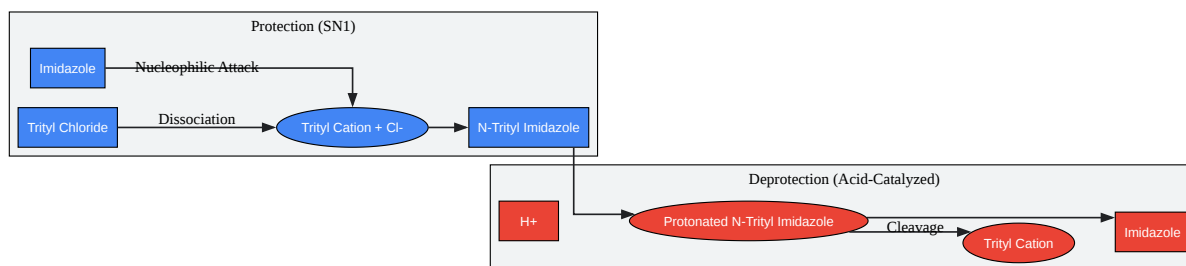 Protection (SN1)
Imidazole
Nucleophilic Attack
Trityl Chloride
Dissociation
Trityl Cation + Cl-
N-Trityl Imidazole
Deprotection (Acid-Catalyzed)
H+
Protonated N-Trityl Imidazole
Cleavage
Trityl Cation
Imidazole